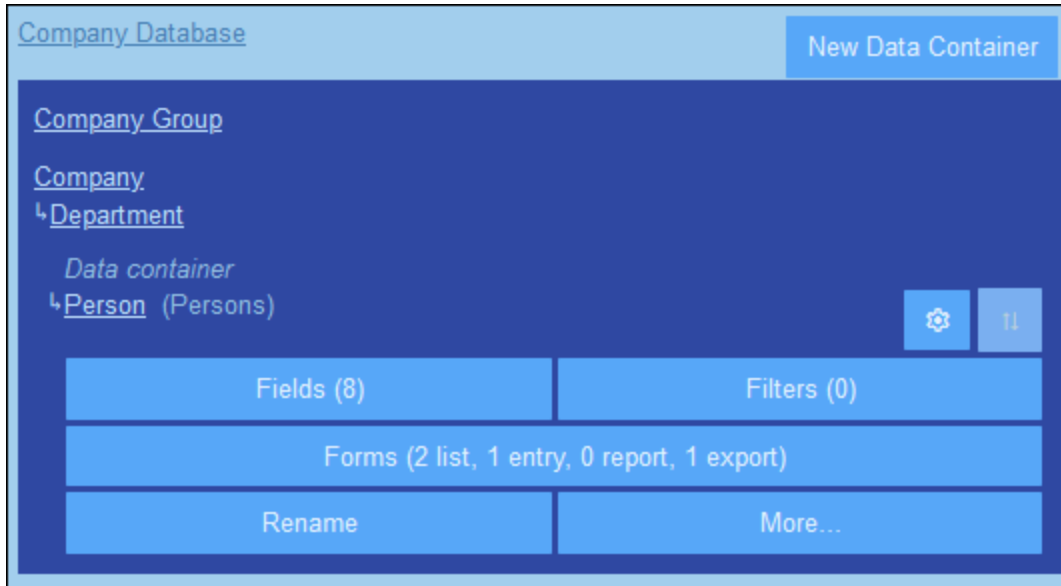 Company Database
New Data Container
Company Group
Company
↳Department
Data container
↳Person (Persons)
Fields (8)
Filters (0)
Forms (2 list, 1 entry, 0 report, 1 export)
Rename
More...